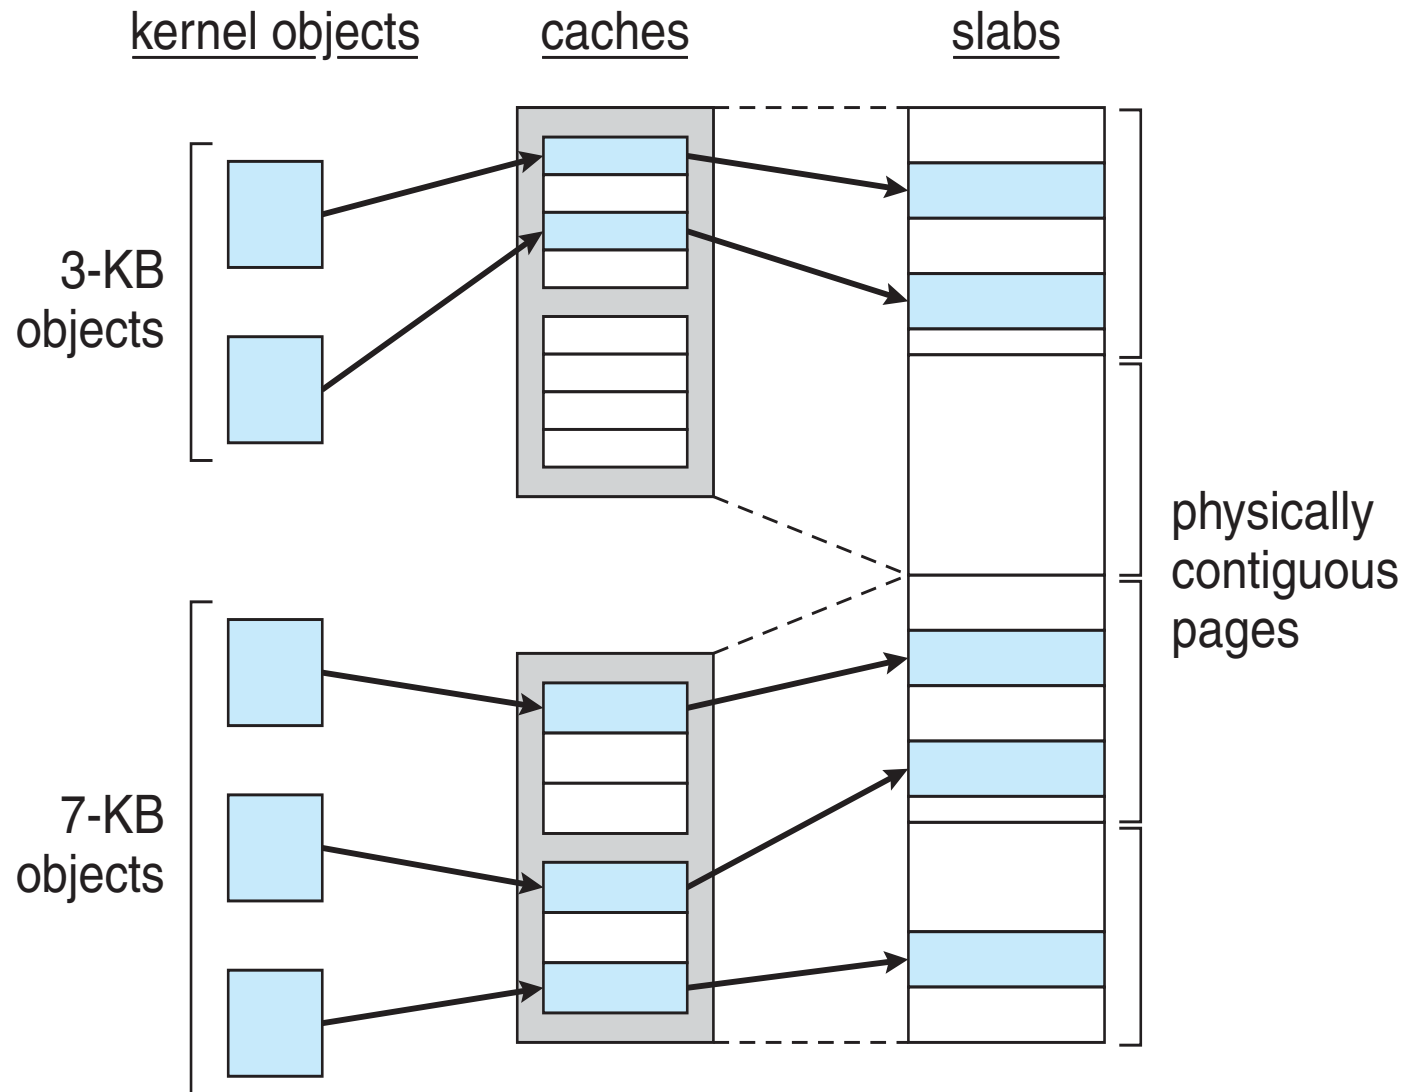 kernel objects
caches
slabs
3-KB
objects
physically
contiguous
pages
7-KB
objects